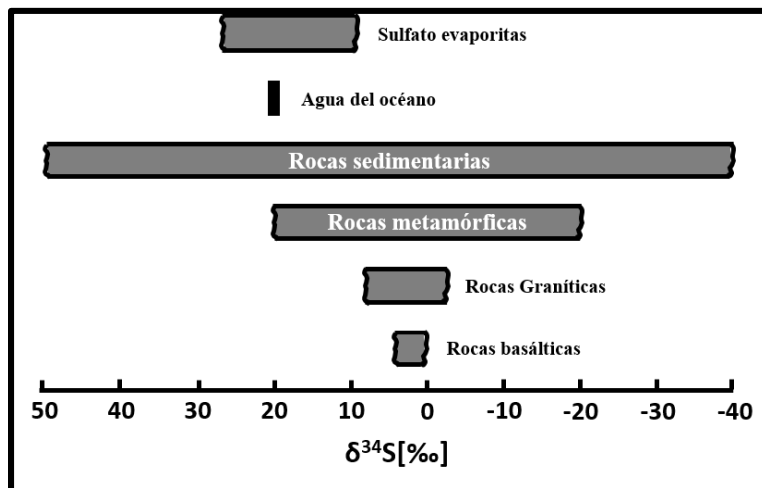 Sulfato evaporitas
Agua del océano
Rocas sedimentarias
Rocas metamórficas
Rocas Graníticas
Rocas basálticas
50 40 30 20 10 0 -10 -20 -30 -40
δ³⁴S[‰]